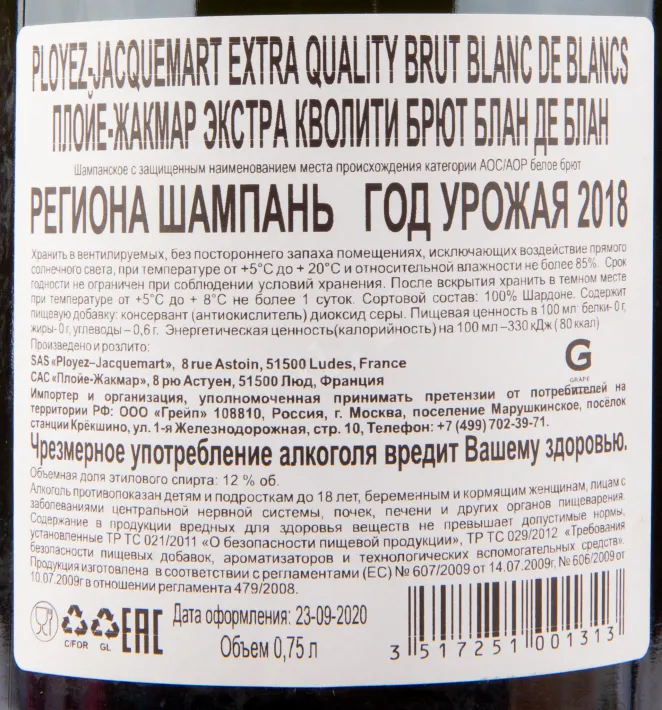 PLOYEZ-JACQUEMART EXTRA QUALITY BRUT BLANC DE BLANCS
ПЛОЙЕ-ЖАКМАР ЭКСТРА КВОЛИТИ БРЮТ БЛАН ДЕ БЛАН
Шампанское с защищенным наименованием места происхождения категории АОС/АОР белое брют
РЕГИОНА ШАМПАНЬ ГОД УРОЖАЯ 2018
Хранить в вентилируемых, без постороннего запаха помещениях, исключающих воздействие прямого
солнечного света, при температуре от +5°С до + 20°С и относительной влажности не более 85%. Срок
годности не ограничен при соблюдении условий хранения. После вскрытия хранить в темном месте
при температуре от +5°С до + 8°С не более 1 суток. Сортовой состав: 100% Шардоне. Содержит
пищевую добавку: консервант (антиокислитель) диоксид серы. Пищевая ценность в 100 мл: белки- 0 г,
жиры- 0 г, углеводы – 0,6 г. Энергетическая ценность(калорийность) на 100 мл –330 кДж ( 80 ккал)
Произведено и розлито:
SAS «Ployez–Jacquemart», 8 rue Astoin, 51500 Ludes, France
САС «Плойе-Жакмар», 8 рю Астуен, 51500 Люд, Франция
G
GRAPE
Импортер и организация, уполномоченная принимать претензии от потребителей на
территории РФ: ООО «Грейп» 108810, Россия, г. Москва, поселение Марушкинское, посёлок
станции Крёкшино, ул. 1-я Железнодорожная, стр. 10, Телефон: +7 (499) 702-39-71.
Чрезмерное употребление алкоголя вредит Вашему здоровью.
Объемная доля этилового спирта: 12 % об.
Алкоголь противопоказан детям и подросткам до 18 лет, беременным и кормящим женщинам, лицам с
заболеваниями центральной нервной системы, почек, печени и других органов пищеварения.
Содержание в продукции вредных для здоровья веществ не превышает допустимые нормы,
установленные ТР ТС 021/2011 «О безопасности пищевой продукции», ТР ТС 029/2012 «Требования
безопасности пищевых добавок, ароматизаторов и технологических вспомогательных средств».
Продукция изготовлена в соответствии с регламентами (ЕС) № 607/2009 от 14.07.2009г, № 606/2009 от
10.07.2009г в отношении регламента 479/2008.
C/FOR GL
EAC
Дата оформления: 23-09-2020
Объем 0,75 л
3 517251 001313